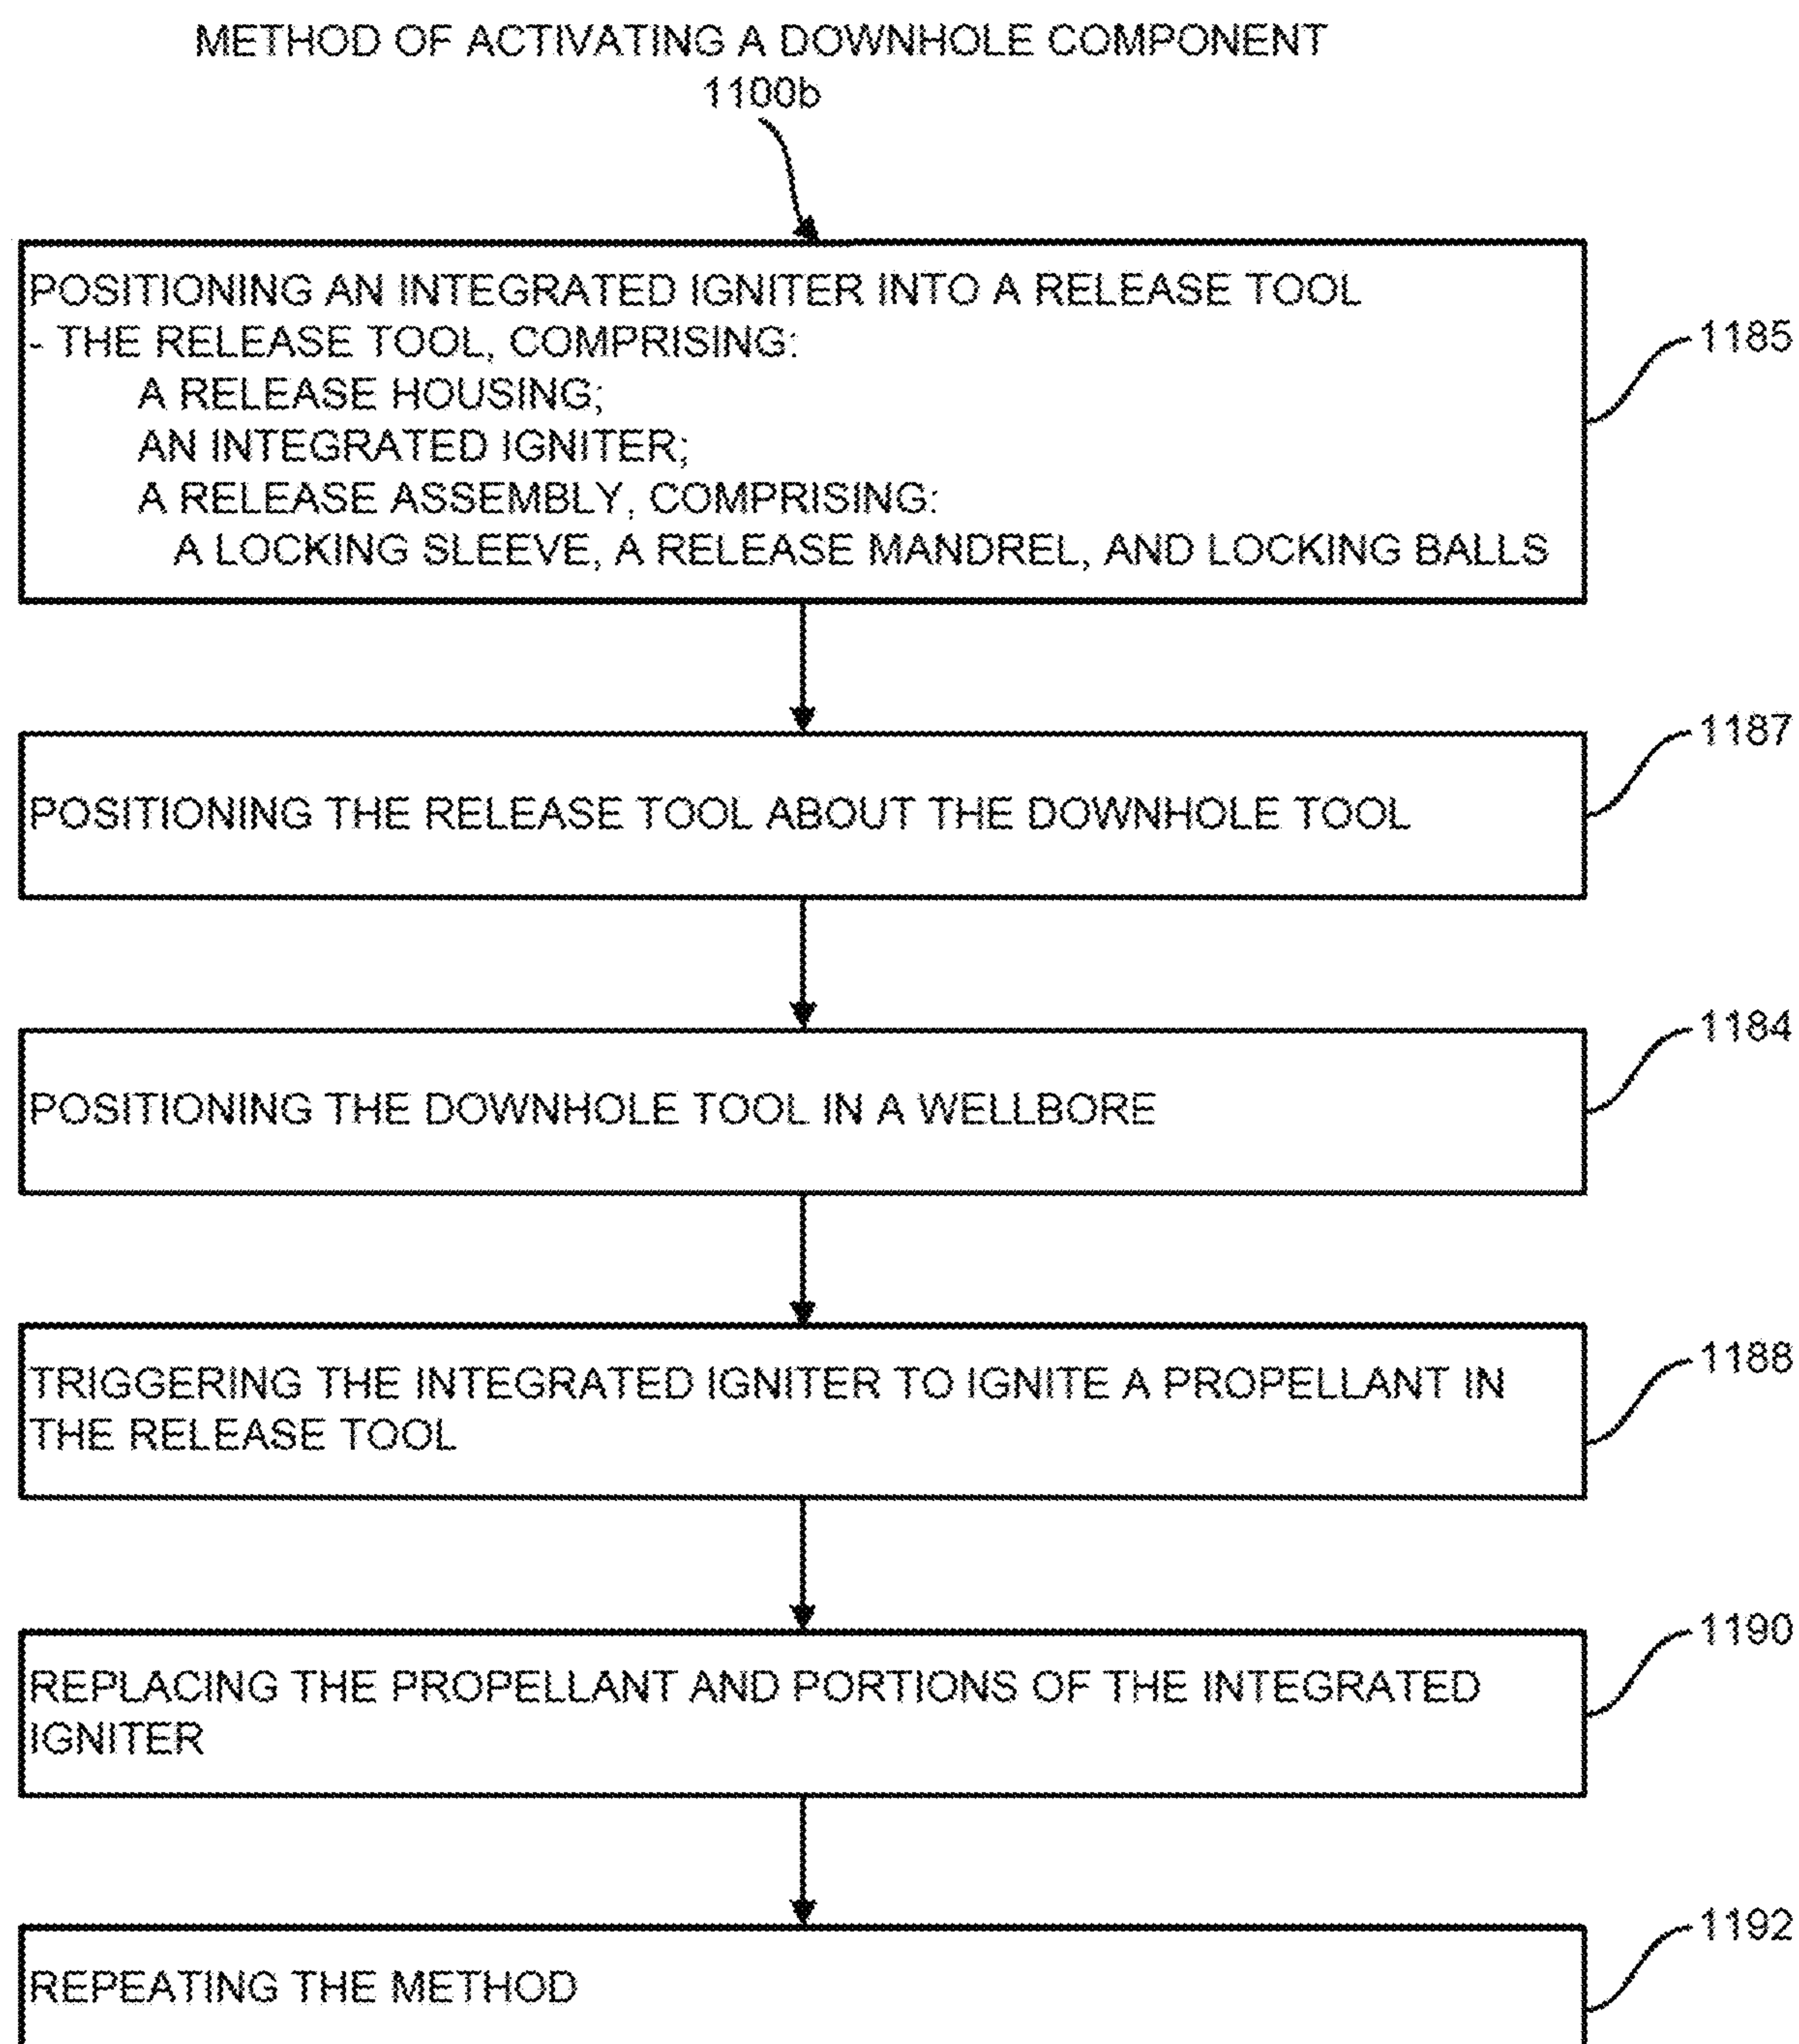 METHOD OF ACTIVATING A DOWNHOLE COMPONENT
1100b
POSITIONING AN INTEGRATED IGNITER INTO A RELEASE TOOL
- THE RELEASE TOOL, COMPRISING:
A RELEASE HOUSING;
AN INTEGRATED IGNITER;
A RELEASE ASSEMBLY, COMPRISING:
A LOCKING SLEEVE, A RELEASE MANDREL, AND LOCKING BALLS
1185
POSITIONING THE RELEASE TOOL ABOUT THE DOWNHOLE TOOL
1187
POSITIONING THE DOWNHOLE TOOL IN A WELLBORE
1184
TRIGGERING THE INTEGRATED IGNITER TO IGNITE A PROPELLANT IN
THE RELEASE TOOL
1188
REPLACING THE PROPELLANT AND PORTIONS OF THE INTEGRATED
IGNITER
1190
REPEATING THE METHOD
1192